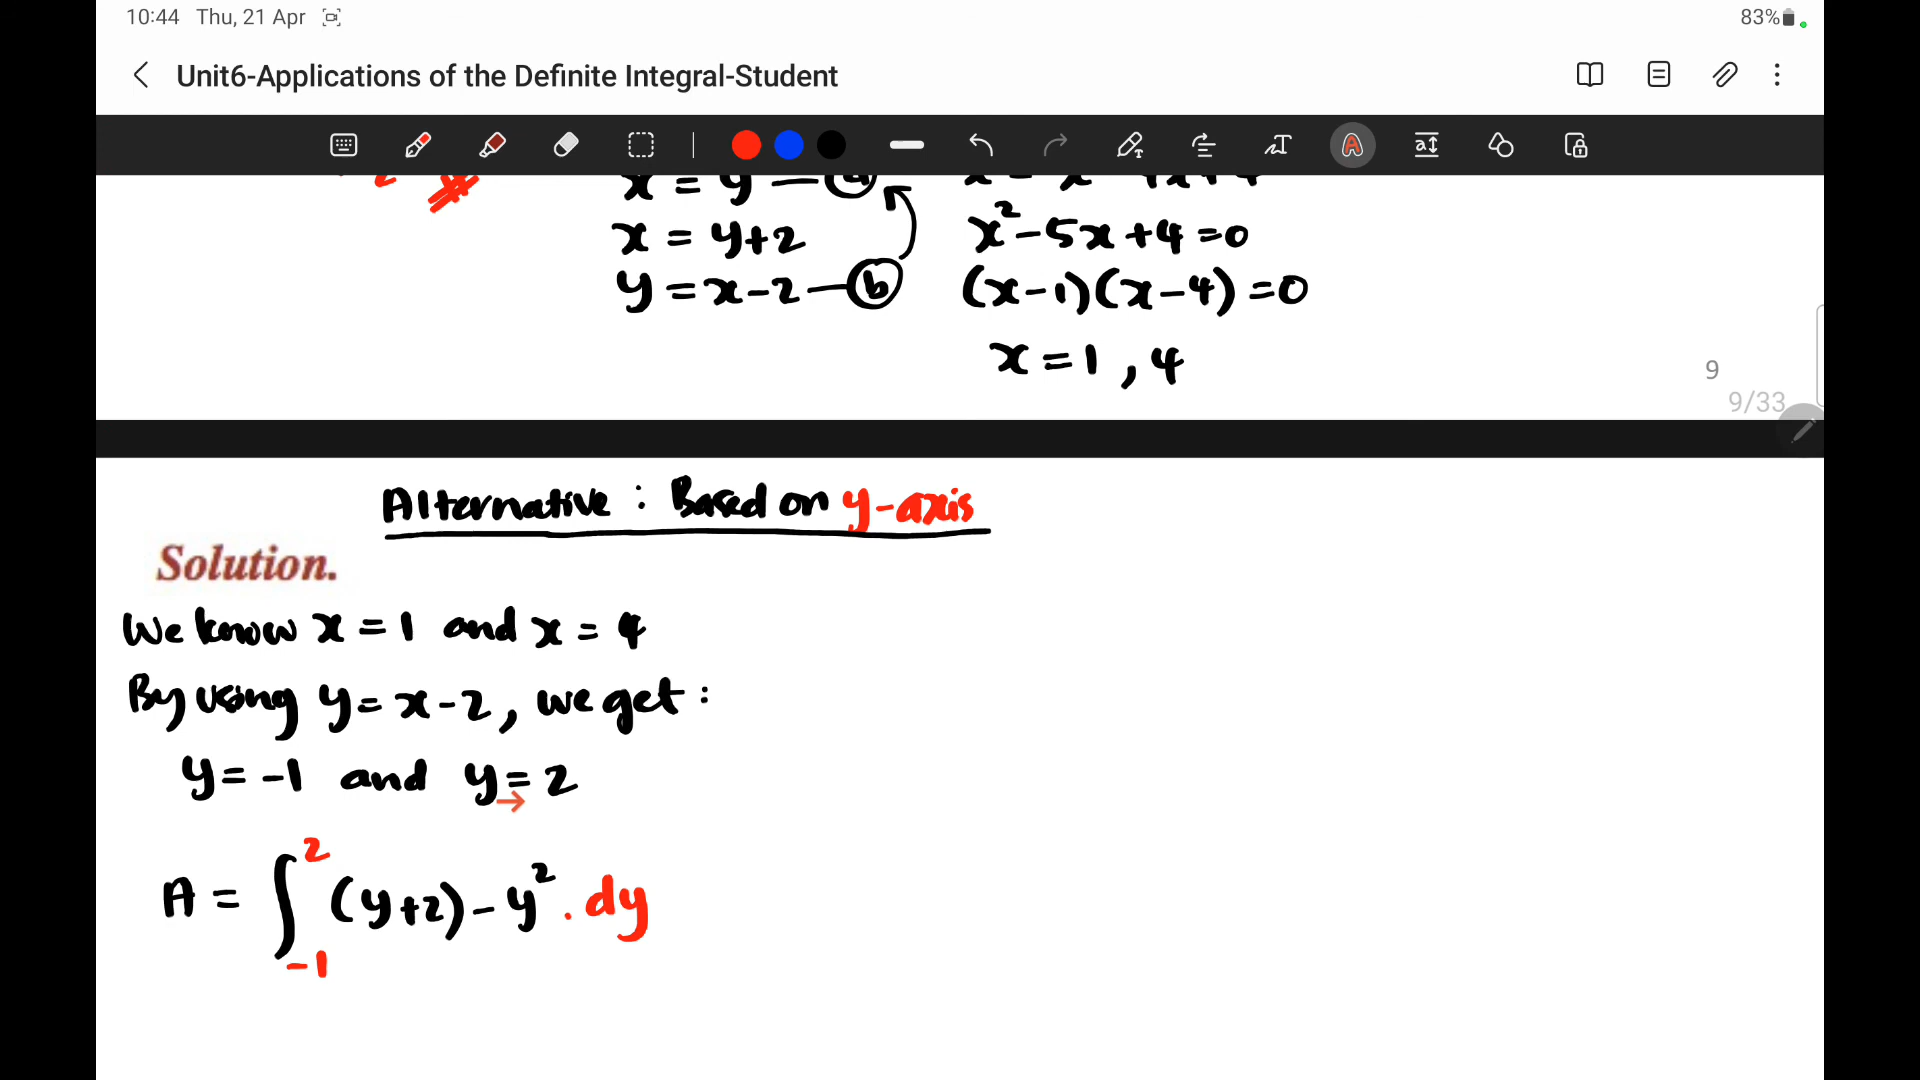 10:44 Thu, 21 Apr 83%
Unit6-Applications of the Definite Integral-Student
x = y+2
y = x-2 — ⓑ
x² - 5x + 4 = 0
(x-1)(x-4) = 0
x = 1 , 4
9
9/33
Alternative : Based on y-axis
Solution.
We know x = 1 and x = 4
By using y = x - 2, we get :
y = -1 and y = 2
A = ∫₋₁² (y+2) - y² . dy